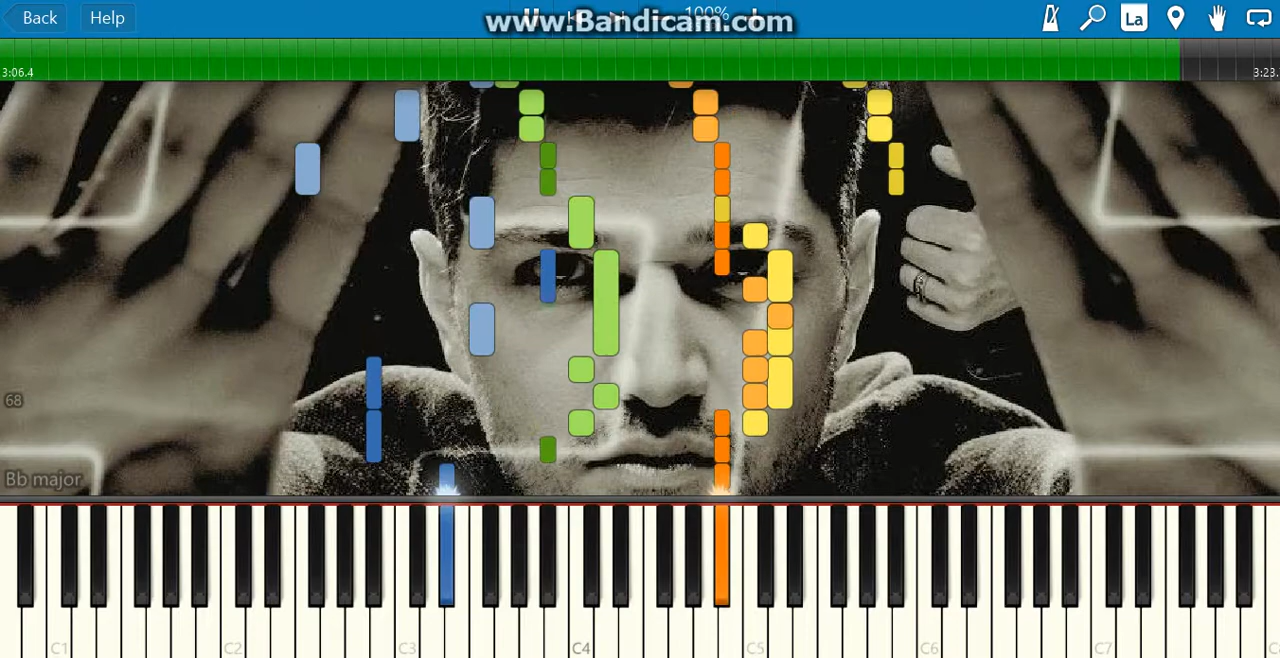 Back Help
www.Bandicam.com
100%
La
3:06.4
3:23.
68
Bb major
C1 C2 C3 C4 C5 C6 C7